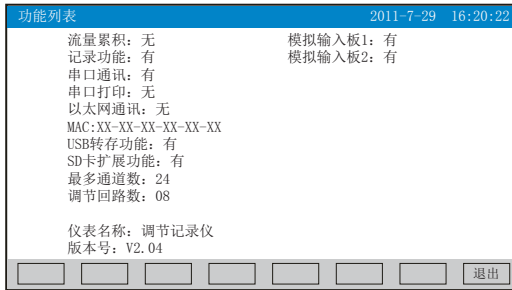 功能列表 2011-7-29 16:20:22
流量累积：无 模拟输入板1：有
记录功能：有 模拟输入板2：有
串口通讯：有
串口打印：无
以太网通讯：无
MAC:XX-XX-XX-XX-XX-XX
USB转存功能：有
SD卡扩展功能：有
最多通道数：24
调节回路数：08
仪表名称：调节记录仪
版本号：V2.04
退出